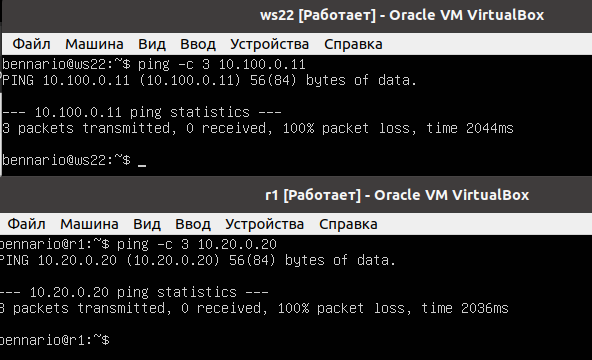 ws22 [Работает] - Oracle VM VirtualBox
Файл Машина Вид Ввод Устройства Справка
bennario@ws22:~$ ping -c 3 10.100.0.11
PING 10.100.0.11 (10.100.0.11) 56(84) bytes of data.
--- 10.100.0.11 ping statistics ---
3 packets transmitted, 0 received, 100% packet loss, time 2044ms
bennario@ws22:~$ _
r1 [Работает] - Oracle VM VirtualBox
Файл Машина Вид Ввод Устройства Справка
bennario@r1:~$ ping -c 3 10.20.0.20
PING 10.20.0.20 (10.20.0.20) 56(84) bytes of data.
--- 10.20.0.20 ping statistics ---
3 packets transmitted, 0 received, 100% packet loss, time 2036ms
bennario@r1:~$